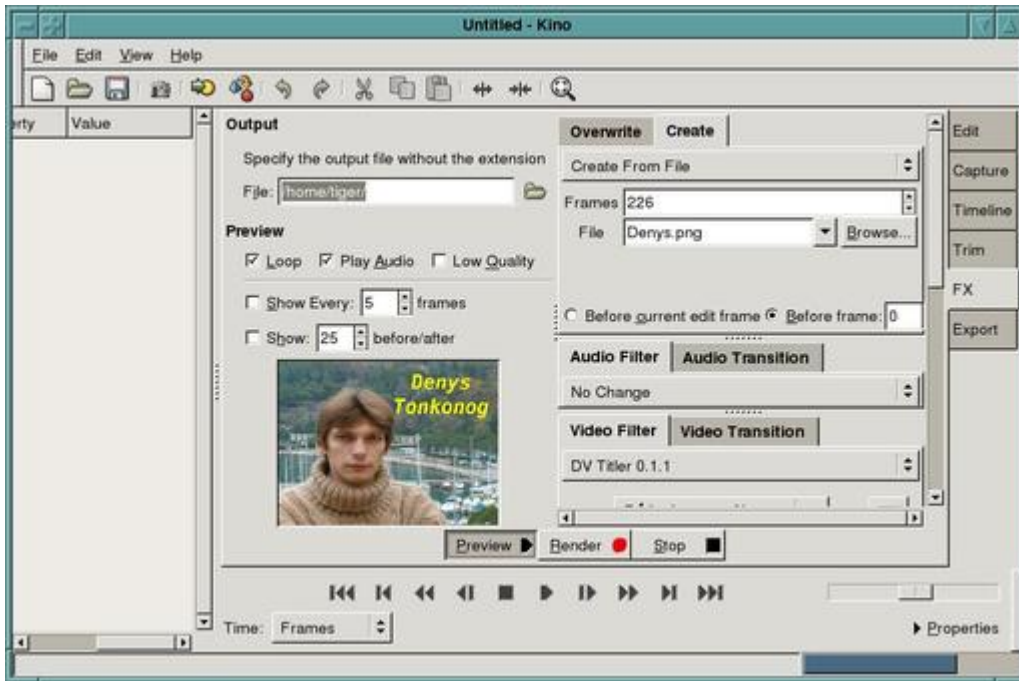 Untitled - Kino
File Edit View Help
erty Value
Output
Specify the output file without the extension
File: /home/tiger/
Preview
Loop Play Audio Low Quality
Show Every: 5 frames
Show: 25 before/after
Denys
Tonkonog
Overwrite Create
Create From File
Frames 226
File Denys.png Browse...
Before current edit frame Before frame: 0
Audio Filter Audio Transition
No Change
Video Filter Video Transition
DV Titler 0.1.1
Edit
Capture
Timeline
Trim
FX
Export
Preview Render Stop
Time: Frames
Properties